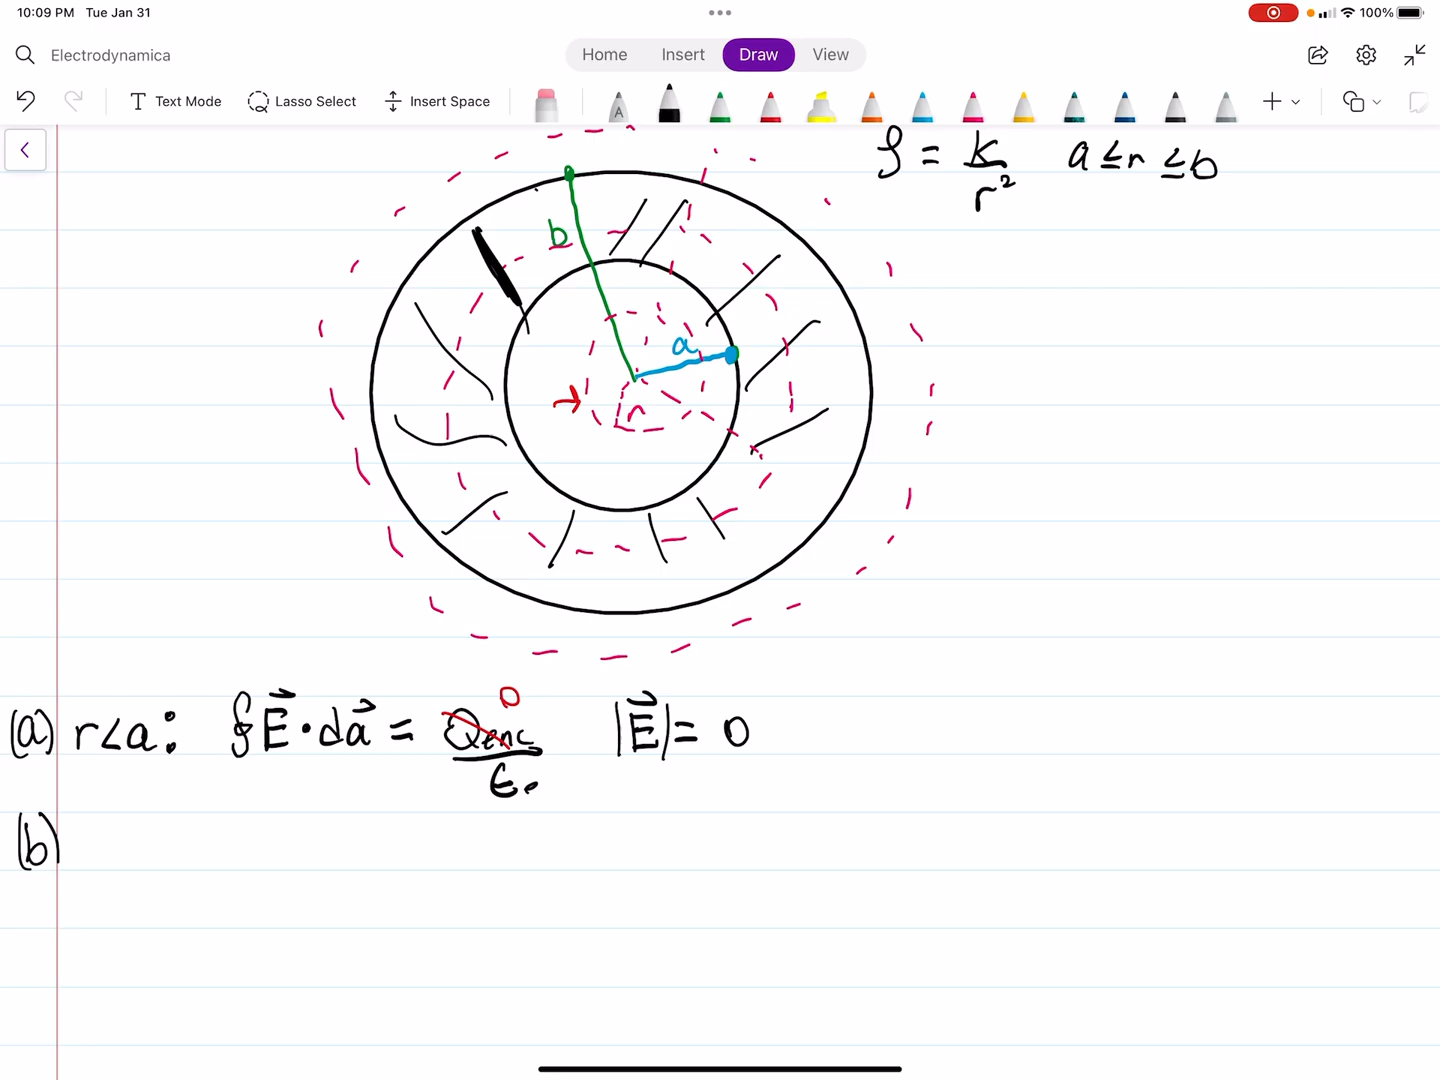 10:09 PM Tue Jan 31
100%
Electrodynamica
Home Insert Draw View
T Text Mode Lasso Select Insert Space
A
ρ = k/r² a ≤ r ≤ b
b
a
r
(a) r<a: ∮E⃗·da⃗ = Qenc/ε₀ 0 |E⃗| = 0
(b)